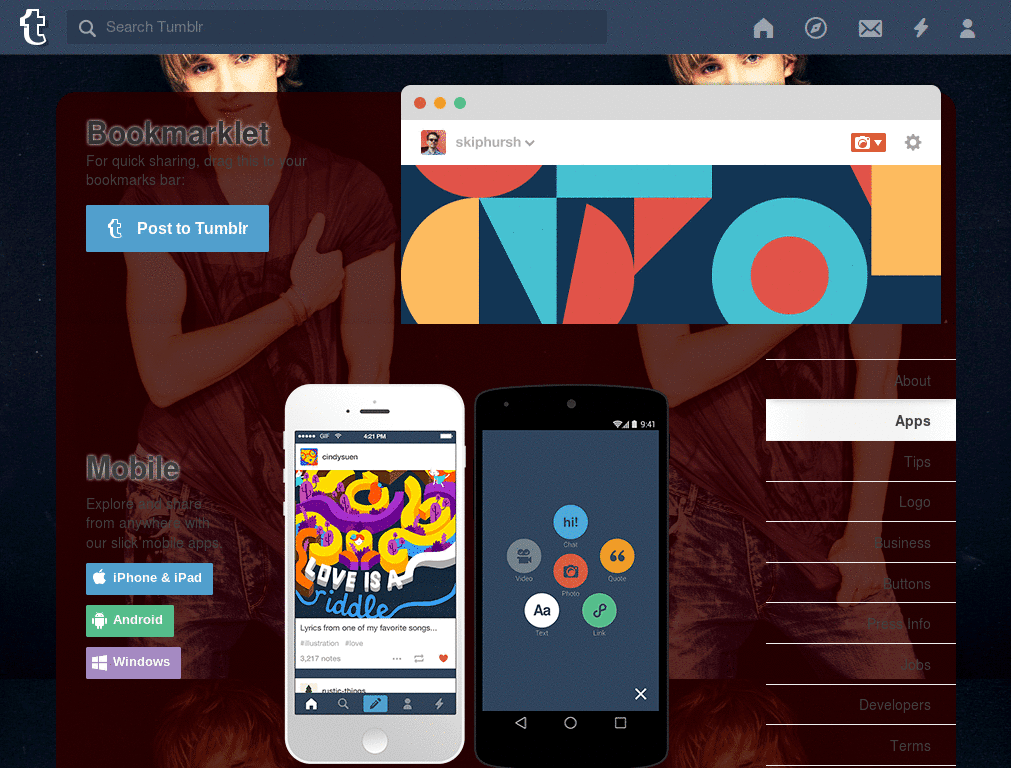 Search Tumblr
Bookmarklet
For quick sharing, drag this to your
bookmarks bar:
Post to Tumblr
skiphursh
About
Apps
Tips
Logo
Business
Buttons
Press Info
Jobs
Developers
Terms
Mobile
Explore and share
from anywhere with
our slick mobile apps.
iPhone & iPad
Android
Windows
GIF
4:21 PM
cindysuen
LOVE IS A
riddle
Lyrics from one of my favorite songs...
#illustration #love
3,217 notes
rustic-things
9:41
hi!
Chat
Video
Quote
Photo
Aa
Text
Link